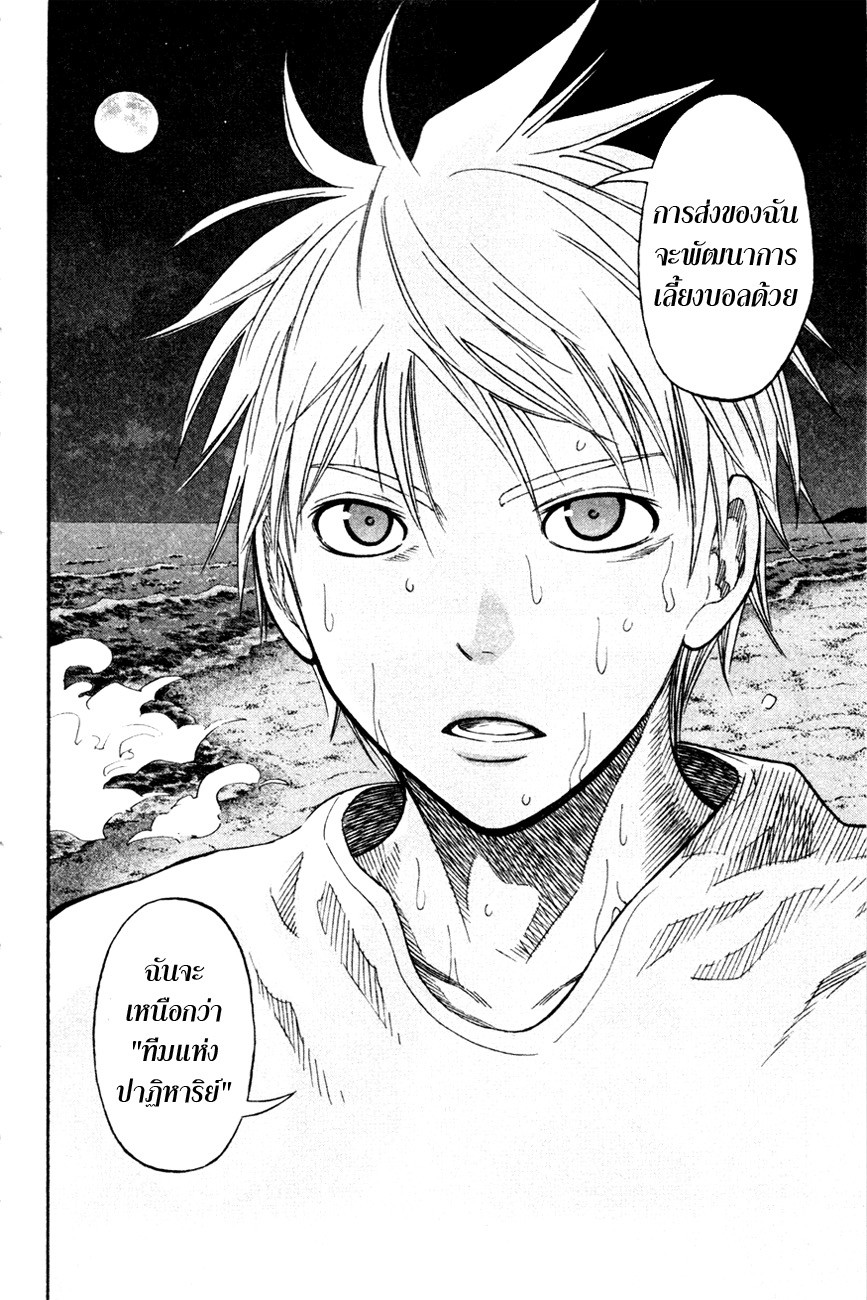 การส่งของฉัน
จะพัฒนาการ
เลี้ยงบอลด้วย
ฉันจะ
เหนือกว่า
"ทีมแห่ง
ปาฏิหาริย์"